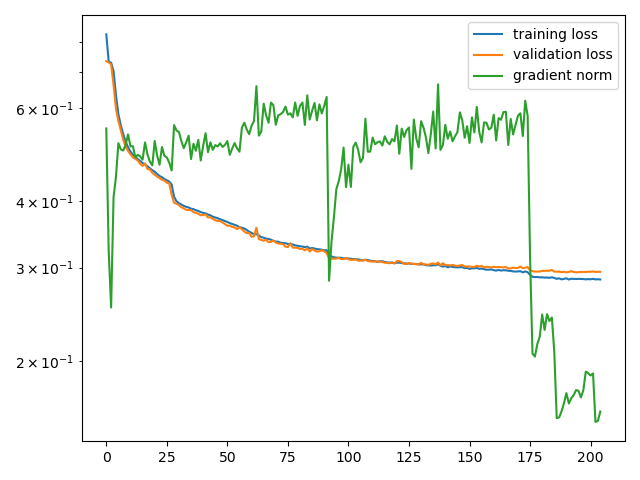 training loss
validation loss
gradient norm
6 × 10⁻¹
4 × 10⁻¹
3 × 10⁻¹
2 × 10⁻¹
0 25 50 75 100 125 150 175 200